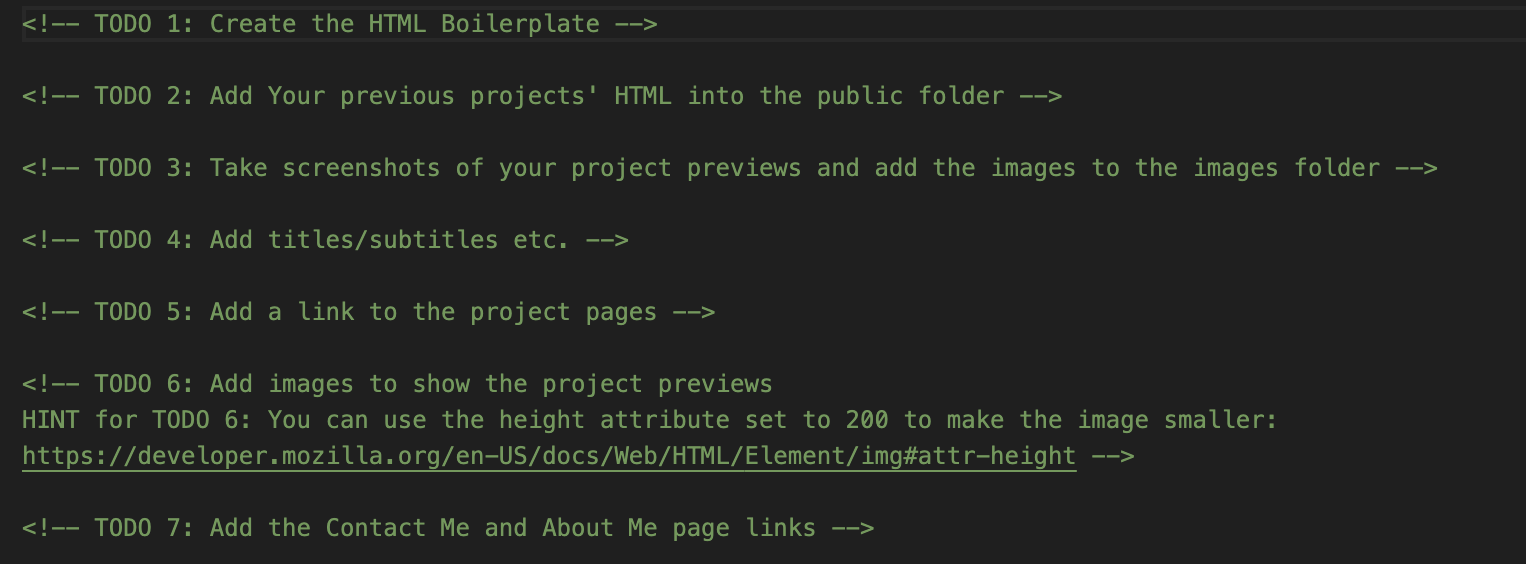 <!-- TODO 1: Create the HTML Boilerplate -->
<!-- TODO 2: Add Your previous projects' HTML into the public folder -->
<!-- TODO 3: Take screenshots of your project previews and add the images to the images folder -->
<!-- TODO 4: Add titles/subtitles etc. -->
<!-- TODO 5: Add a link to the project pages -->
<!-- TODO 6: Add images to show the project previews
HINT for TODO 6: You can use the height attribute set to 200 to make the image smaller:
https://developer.mozilla.org/en-US/docs/Web/HTML/Element/img#attr-height -->
<!-- TODO 7: Add the Contact Me and About Me page links -->